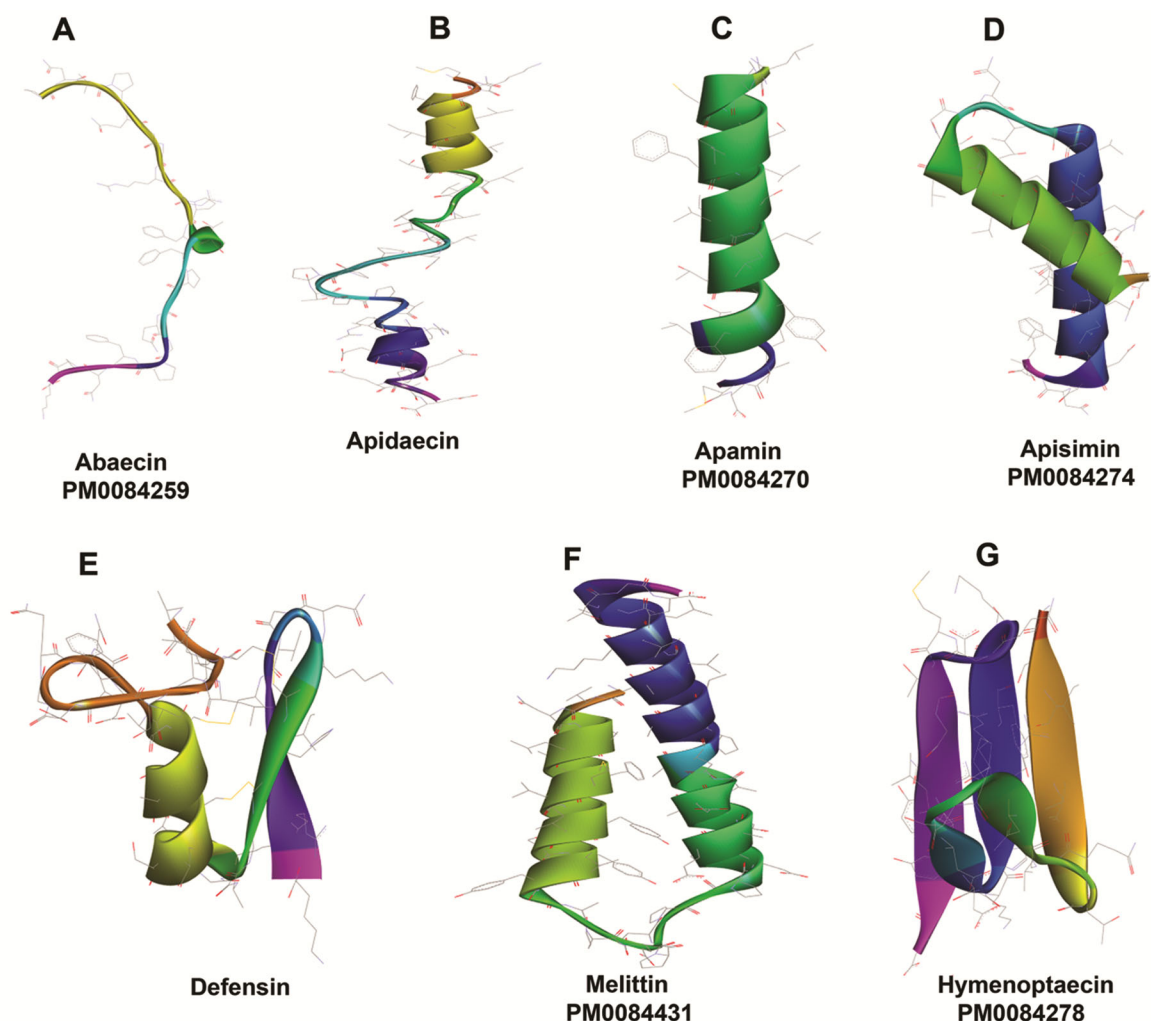 A
B
C
D
Abaecin
PM0084259
Apidaecin
Apamin
PM0084270
Apisimin
PM0084274
E
F
G
Defensin
Melittin
PM0084431
Hymenoptaecin
PM0084278